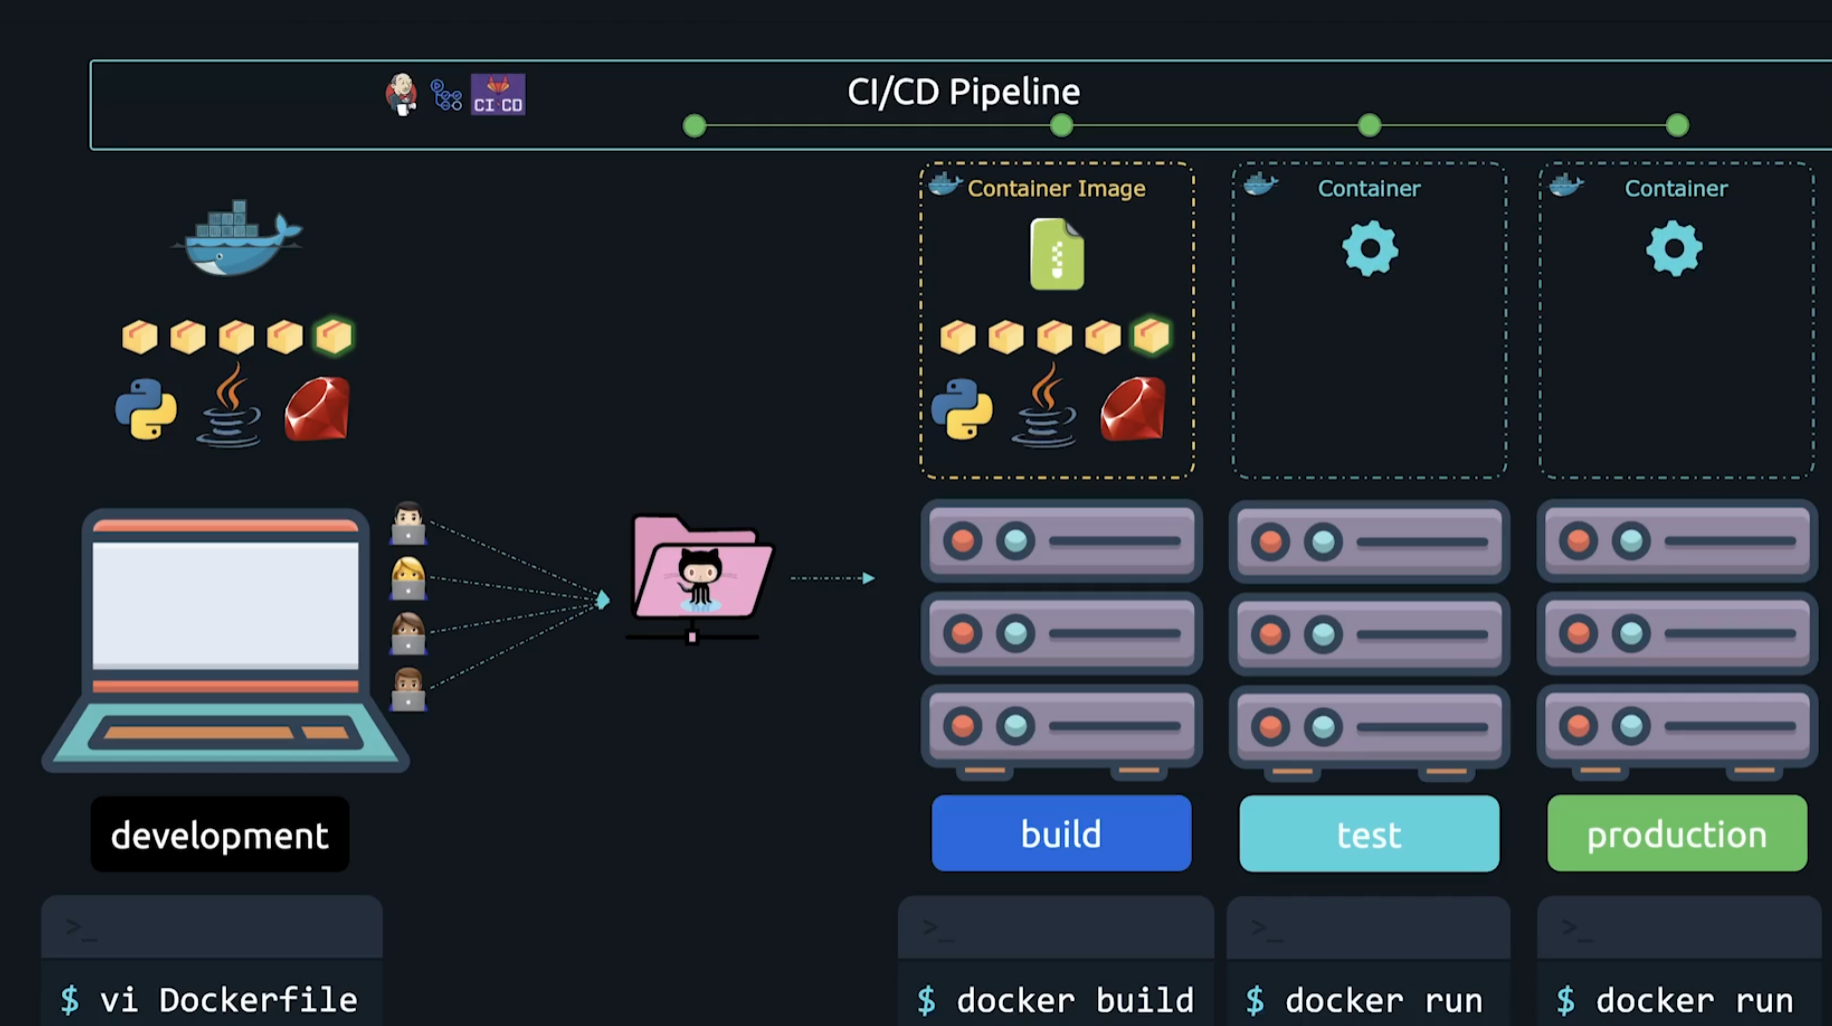 CI/CD Pipeline
CI CD
Container Image
Container
Container
development
build
test
production
>_
>_
>_
>_
$ vi Dockerfile
$ docker build
$ docker run
$ docker run